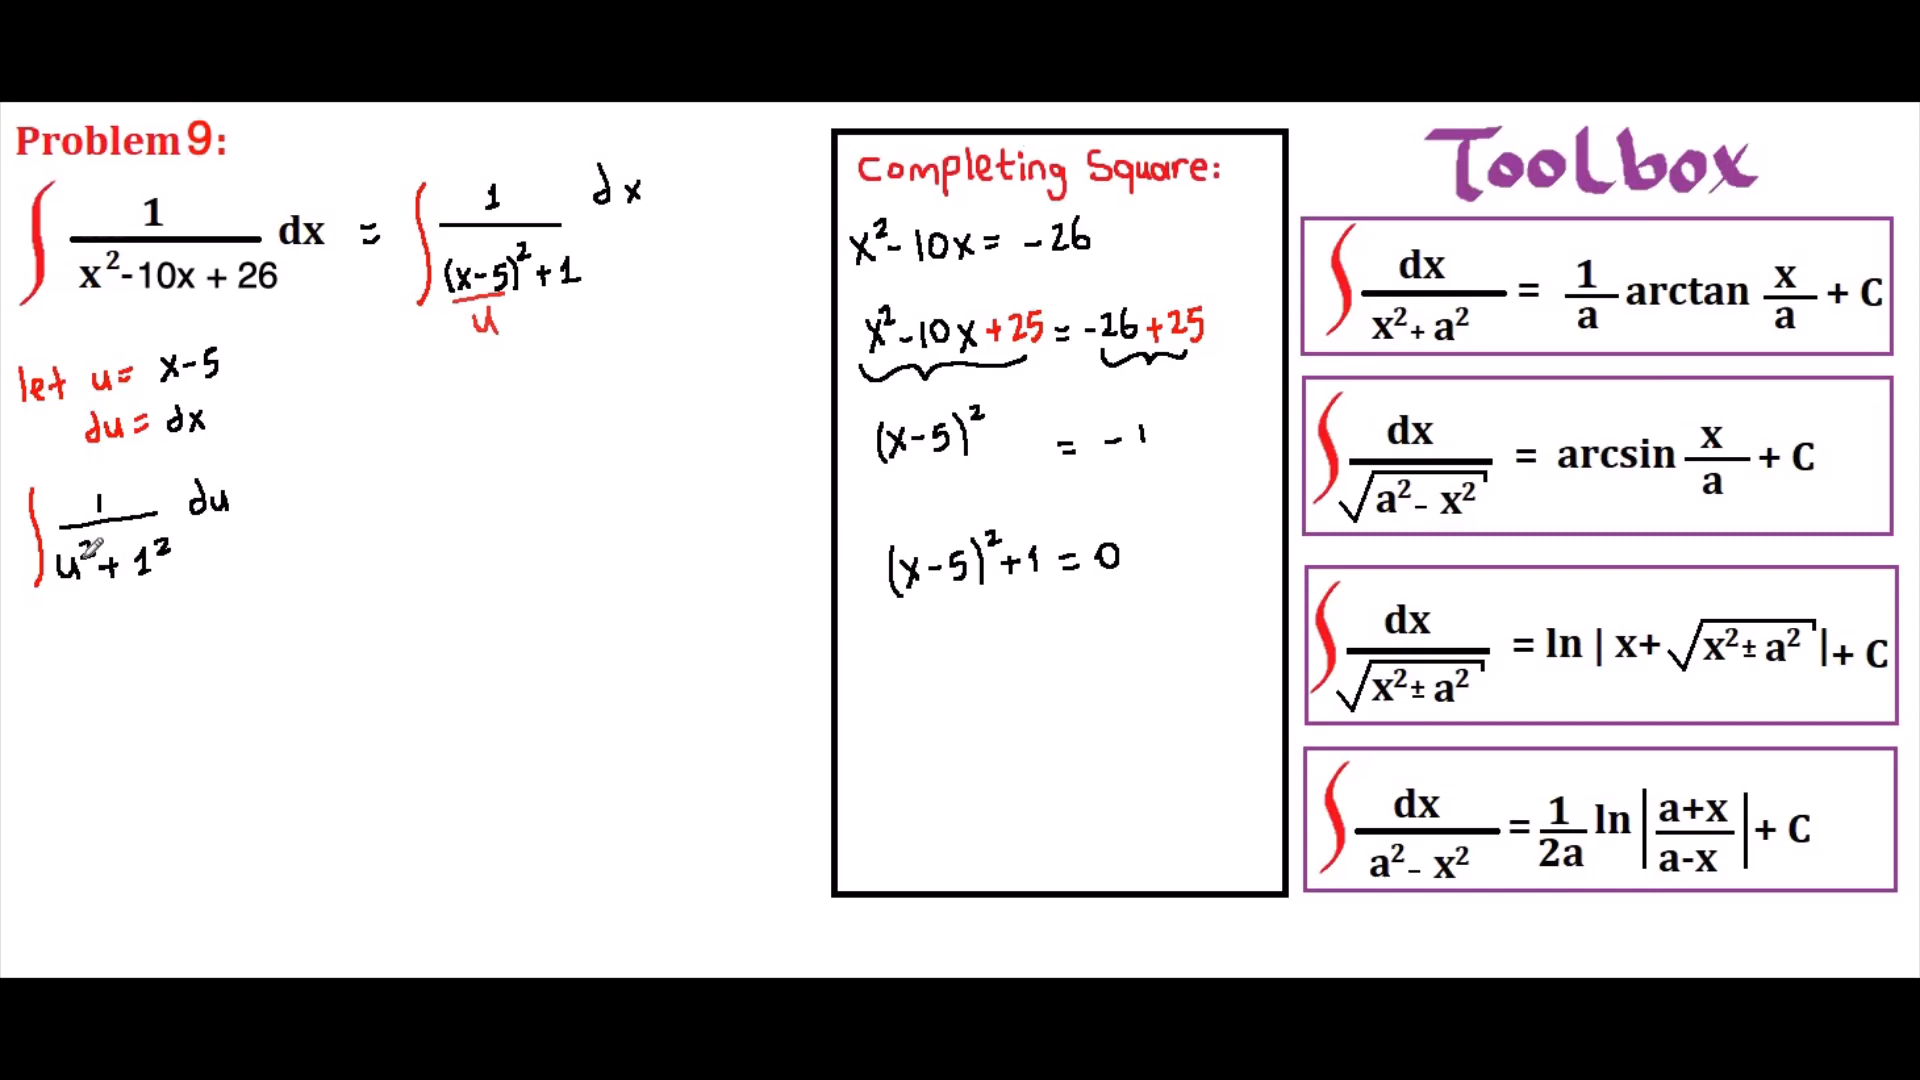 Problem 9:
∫ 1/(x²-10x + 26) dx = ∫ 1/((x-5)²+1) dx
u
let u = x-5
du = dx
∫ 1/(u²+ 1²) du
Completing Square:
x²-10x = -26
x²-10x+25 = -26+25
(x-5)² = -1
(x-5)²+1 = 0
Toolbox
∫ dx/(x²+ a²) = 1/a arctan x/a + C
∫ dx/√(a²- x²) = arcsin x/a + C
∫ dx/√(x²± a²) = ln | x+ √(x²± a²) |+ C
∫ dx/(a²- x²) = 1/2a ln |(a+x)/(a-x)| + C